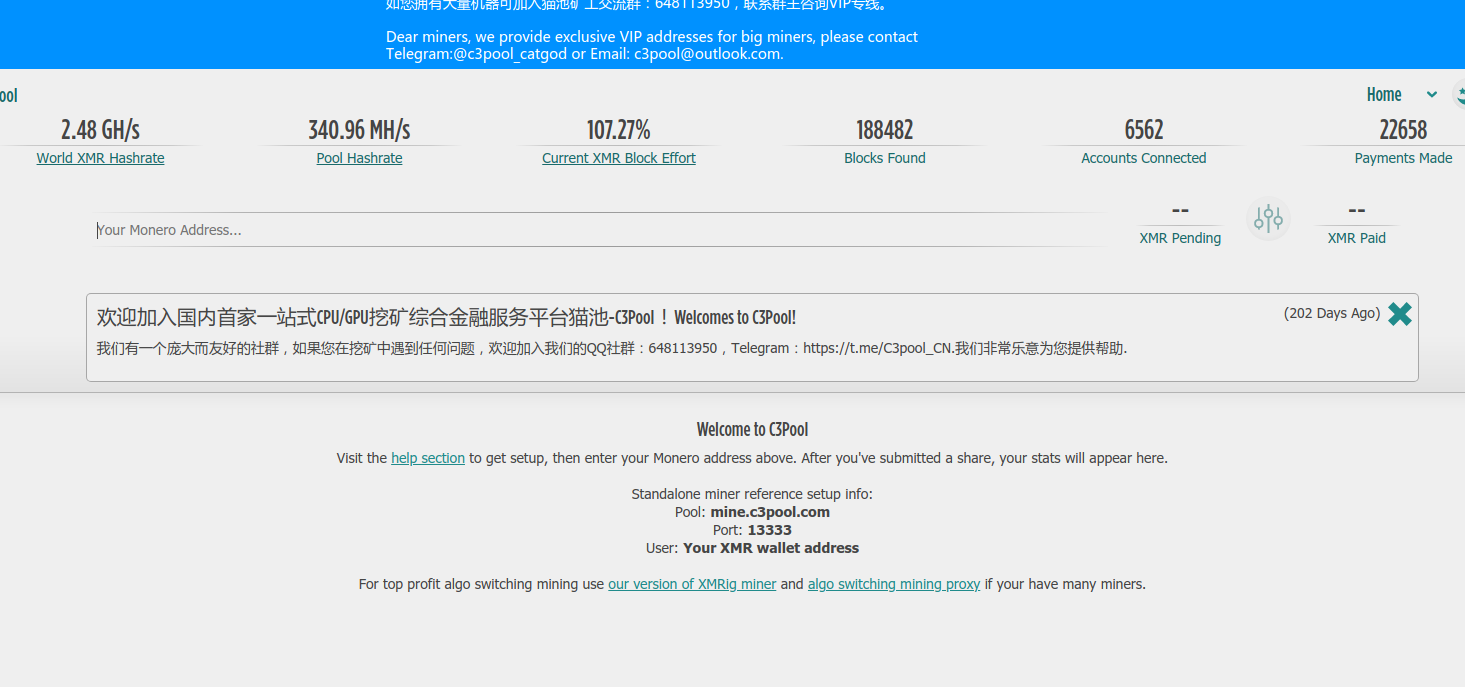 如您拥有大量机器可加入猫池矿工交流群：648113950，联系群主咨询VIP专线。
Dear miners, we provide exclusive VIP addresses for big miners, please contact
Telegram:@c3pool_catgod or Email: c3pool@outlook.com.
ool
Home
2.48 GH/s
340.96 MH/s
107.27%
188482
6562
22658
World XMR Hashrate
Pool Hashrate
Current XMR Block Effort
Blocks Found
Accounts Connected
Payments Made
Your Monero Address...
--
XMR Pending
--
XMR Paid
欢迎加入国内首家一站式CPU/GPU挖矿综合金融服务平台猫池-C3Pool！Welcomes to C3Pool!
(202 Days Ago)
我们有一个庞大而友好的社群，如果您在挖矿中遇到任何问题，欢迎加入我们的QQ社群：648113950，Telegram：https://t.me/C3pool_CN.我们非常乐意为您提供帮助.
Welcome to C3Pool
Visit the help section to get setup, then enter your Monero address above. After you've submitted a share, your stats will appear here.
Standalone miner reference setup info:
Pool: mine.c3pool.com
Port: 13333
User: Your XMR wallet address
For top profit algo switching mining use our version of XMRig miner and algo switching mining proxy if your have many miners.